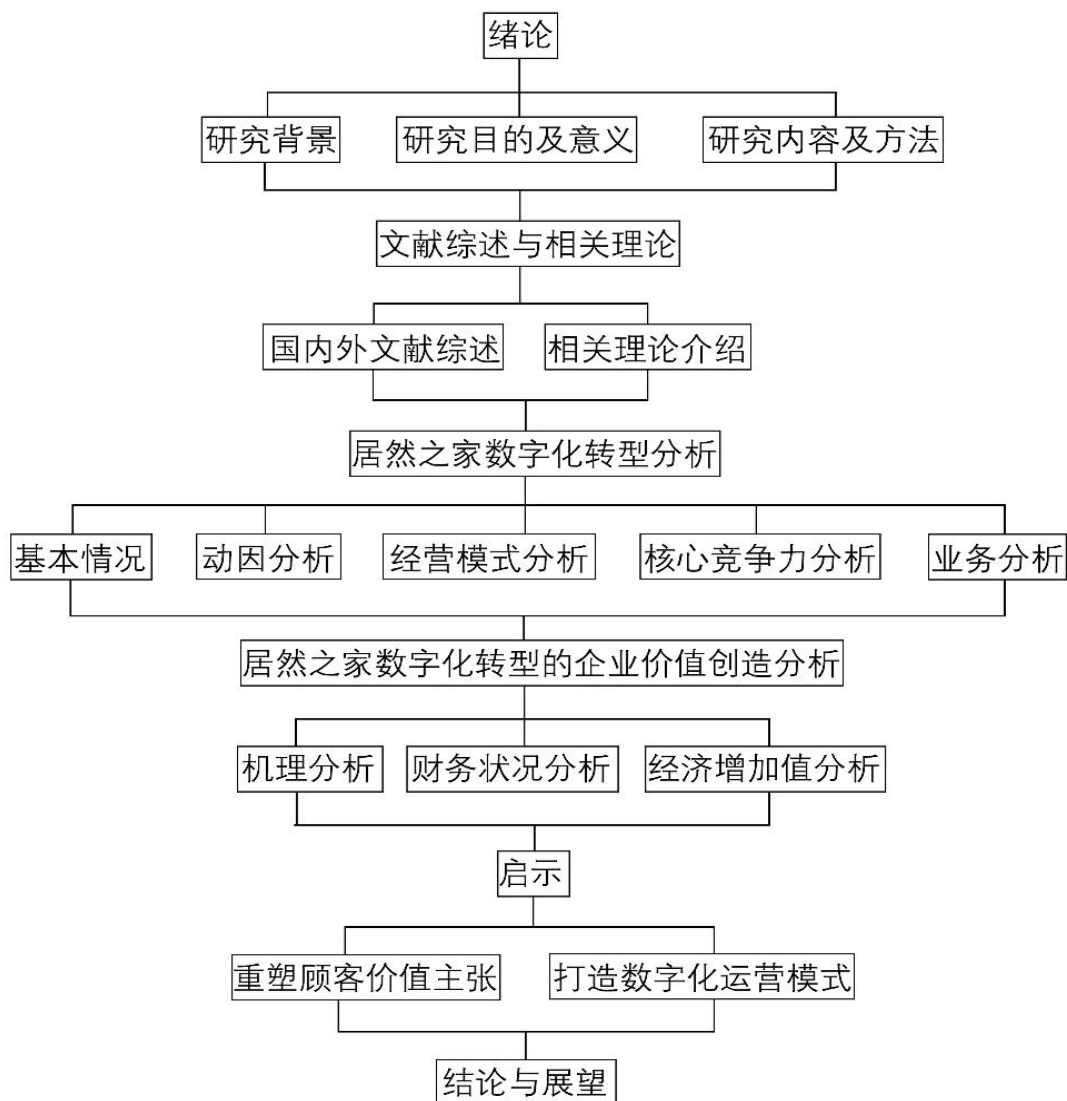 绪论
研究背景
研究目的及意义
研究内容及方法
文献综述与相关理论
国内外文献综述
相关理论介绍
居然之家数字化转型分析
基本情况
动因分析
经营模式分析
核心竞争力分析
业务分析
居然之家数字化转型的企业价值创造分析
机理分析
财务状况分析
经济增加值分析
启示
重塑顾客价值主张
打造数字化运营模式
结论与展望